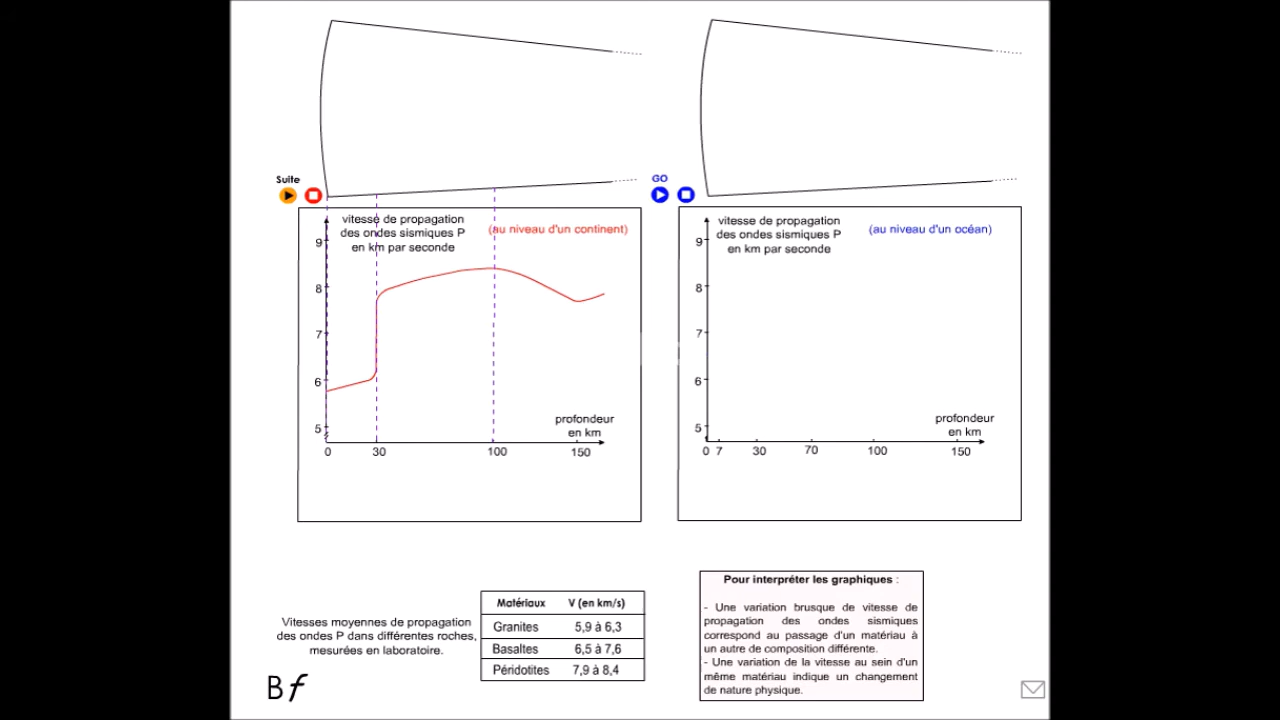 Suite
GO
vitesse de propagation
des ondes sismiques P
en km par seconde
(au niveau d'un continent)
9
8
7
6
5
profondeur
en km
0 30 100 150
vitesse de propagation
des ondes sismiques P
en km par seconde
(au niveau d'un océan)
9
8
7
6
5
profondeur
en km
0 7 30 70 100 150
Vitesses moyennes de propagation
des ondes P dans différentes roches,
mesurées en laboratoire.
Matériaux V (en km/s)
Granites 5,9 à 6,3
Basaltes 6,5 à 7,6
Péridotites 7,9 à 8,4
Pour interpréter les graphiques :
- Une variation brusque de vitesse de
propagation des ondes sismiques
correspond au passage d'un matériau à
un autre de composition différente.
- Une variation de la vitesse au sein d'un
même matériau indique un changement
de nature physique.
Bf